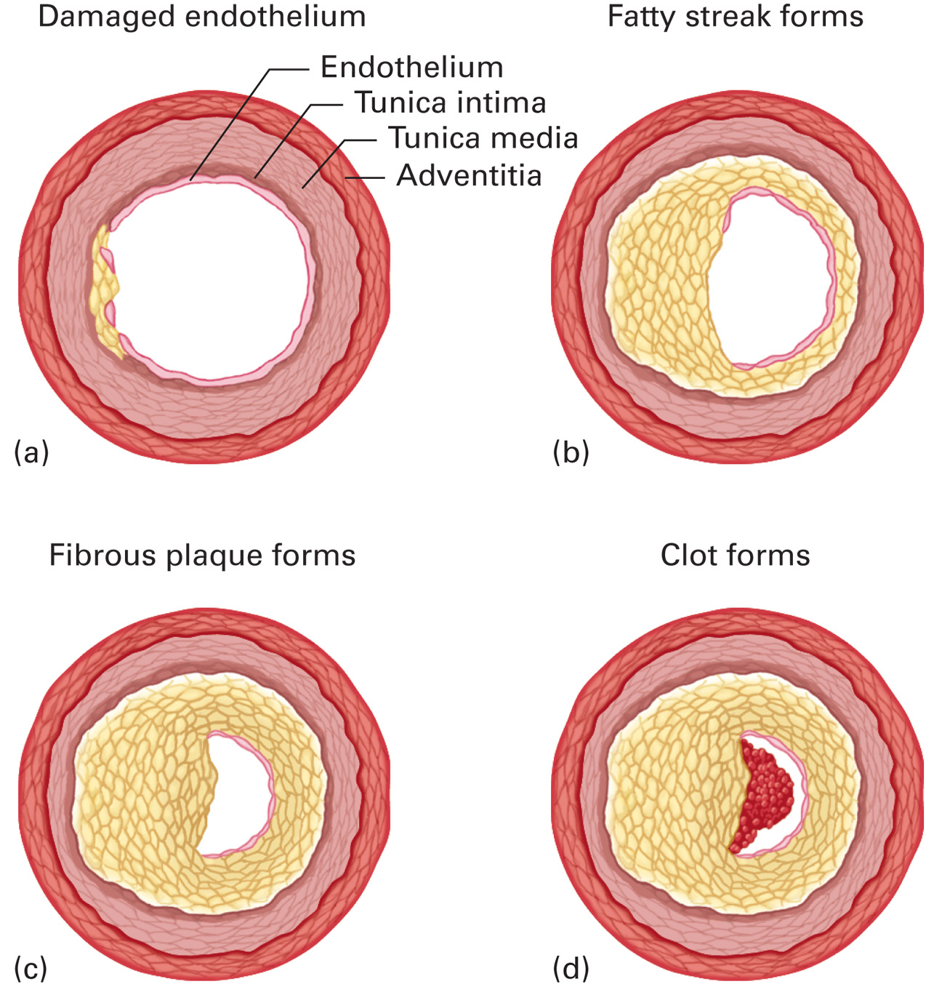 Damaged endothelium
Endothelium
Tunica intima
Tunica media
Adventitia
(a)
Fatty streak forms
(b)
Fibrous plaque forms
(c)
Clot forms
(d)